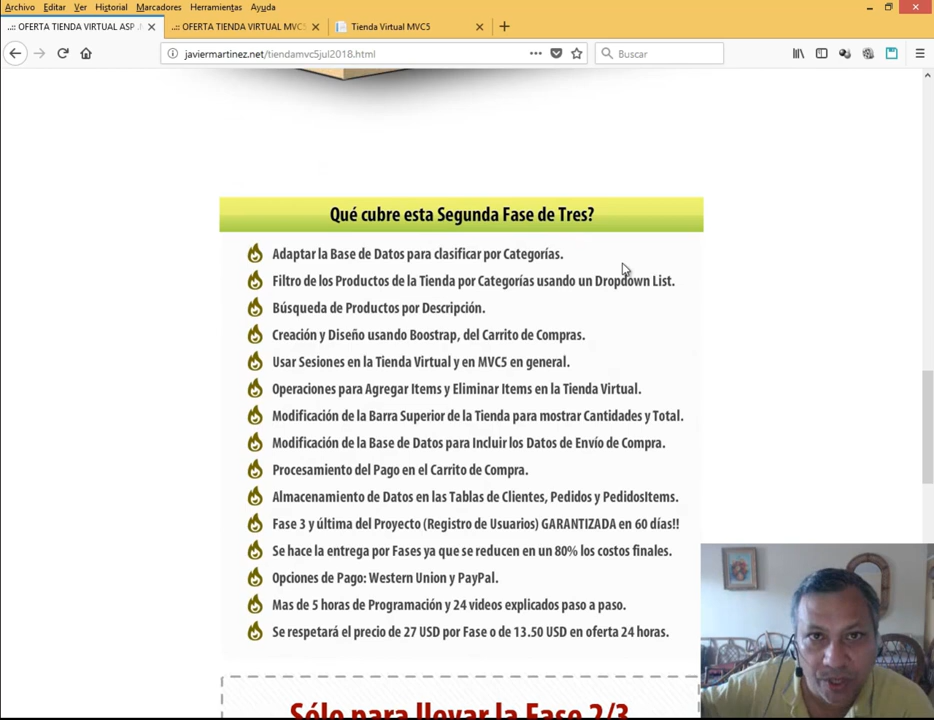 Archivo Editar Ver Historial Marcadores Herramientas Ayuda
..:: OFERTA TIENDA VIRTUAL ASP .
..:: OFERTA TIENDA VIRTUAL MVC5
Tienda Virtual MVC5
javiermartinez.net/tiendamvc5jul2018.html
Buscar
Qué cubre esta Segunda Fase de Tres?
Adaptar la Base de Datos para clasificar por Categorías.
Filtro de los Productos de la Tienda por Categorías usando un Dropdown List.
Búsqueda de Productos por Descripción.
Creación y Diseño usando Boostrap, del Carrito de Compras.
Usar Sesiones en la Tienda Virtual y en MVC5 en general.
Operaciones para Agregar Items y Eliminar Items en la Tienda Virtual.
Modificación de la Barra Superior de la Tienda para mostrar Cantidades y Total.
Modificación de la Base de Datos para Incluir los Datos de Envío de Compra.
Procesamiento del Pago en el Carrito de Compra.
Almacenamiento de Datos en las Tablas de Clientes, Pedidos y PedidosItems.
Fase 3 y última del Proyecto (Registro de Usuarios) GARANTIZADA en 60 días!!
Se hace la entrega por Fases ya que se reducen en un 80% los costos finales.
Opciones de Pago: Western Union y PayPal.
Mas de 5 horas de Programación y 24 videos explicados paso a paso.
Se respetará el precio de 27 USD por Fase o de 13.50 USD en oferta 24 horas.
Sólo para llevar la Fase 2/3